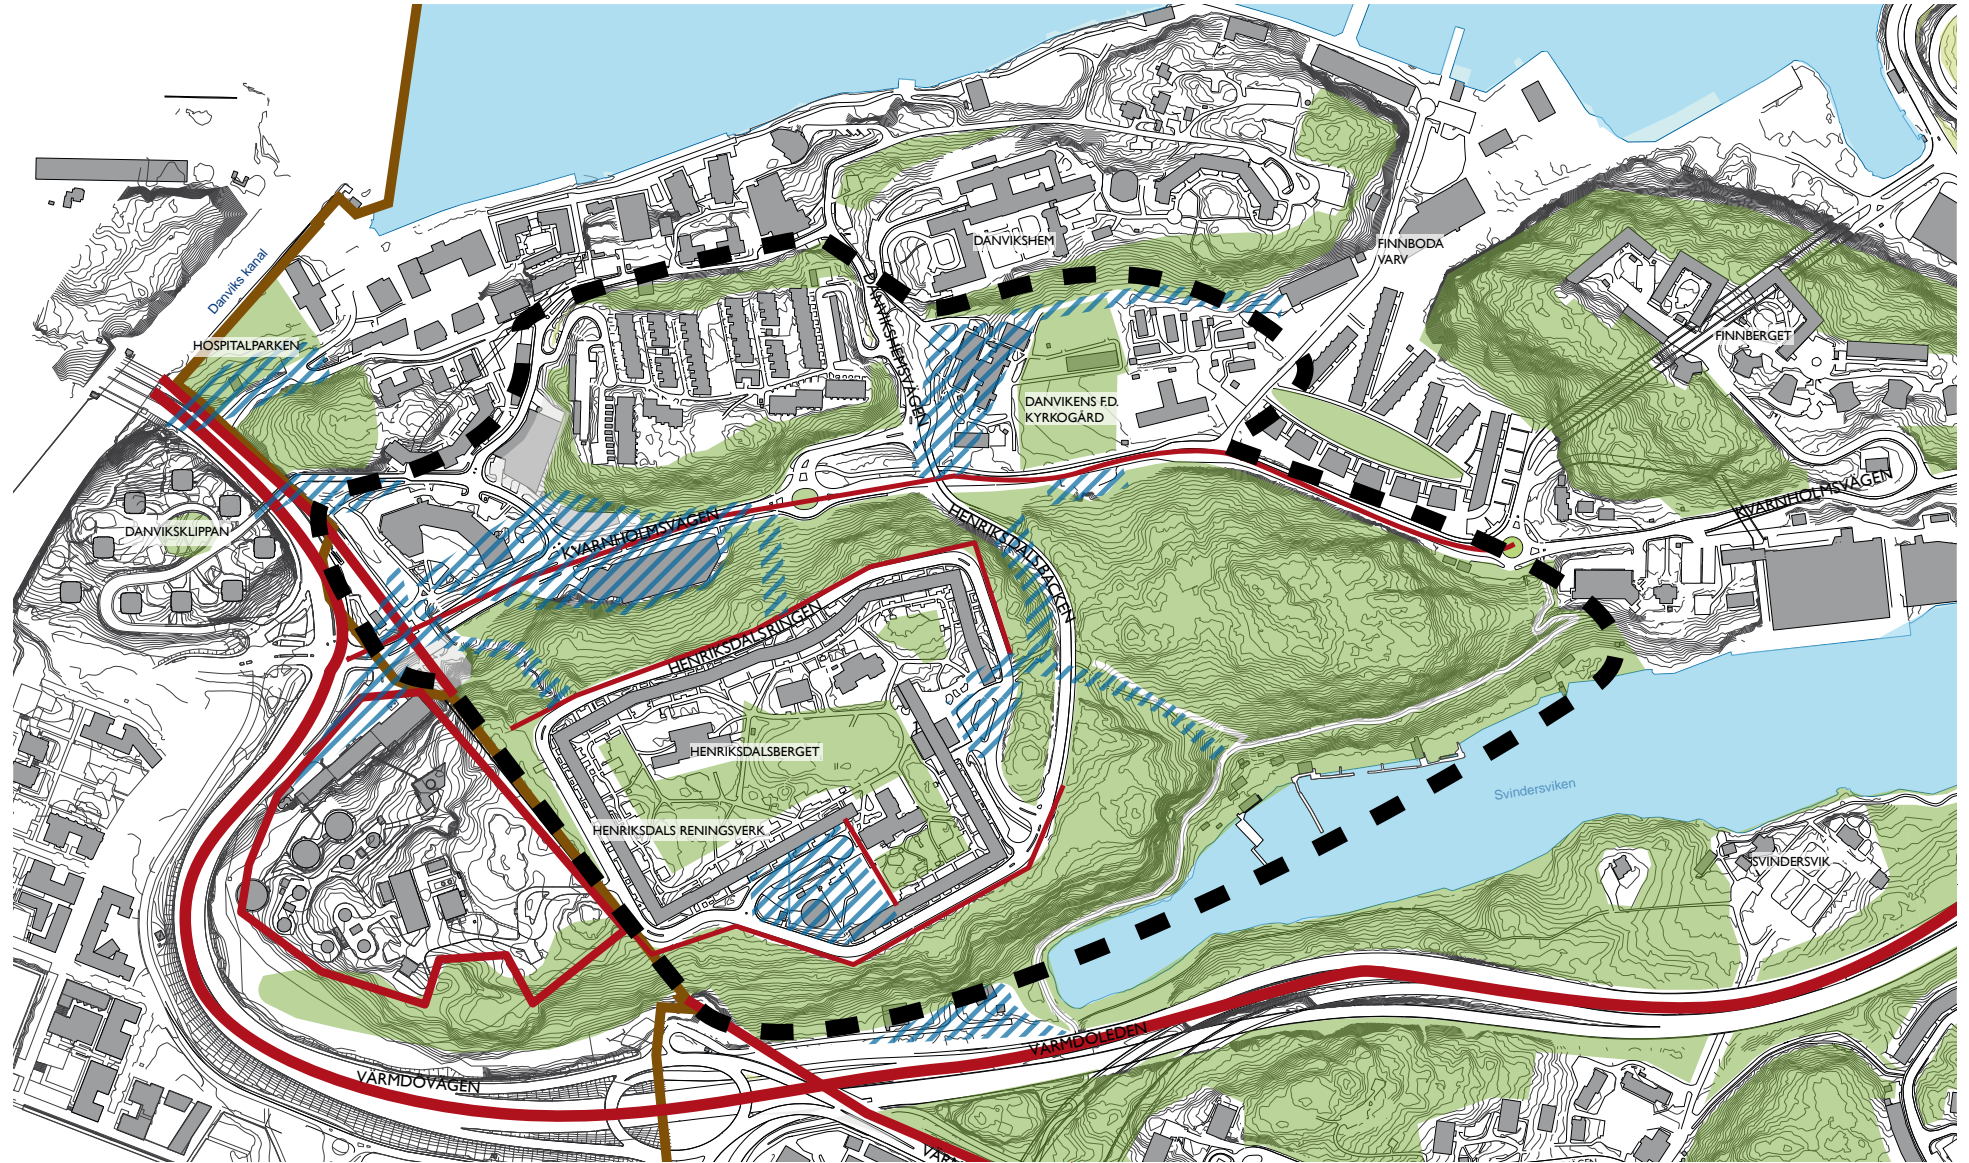 Danviks kanal
HOSPITALPARKEN
DANVIKSKLIPPAN
DANVIKSHEM
DANVIKSHEMSVÄGEN
FINNBODA
VARV
FINNBERGET
DANVIKENS F.D.
KYRKOGÅRD
KVARNHOLMSVÄGEN
KVARNHOLMSVÄGEN
HENRIKSDALSBACKEN
HENRIKSDALSRINGEN
HENRIKSDALSBERGET
HENRIKSDALS RENINGSVERK
Svindersviken
SVINDERSVIK
VÄRMDÖLEDEN
VÄRMDÖVÄGEN